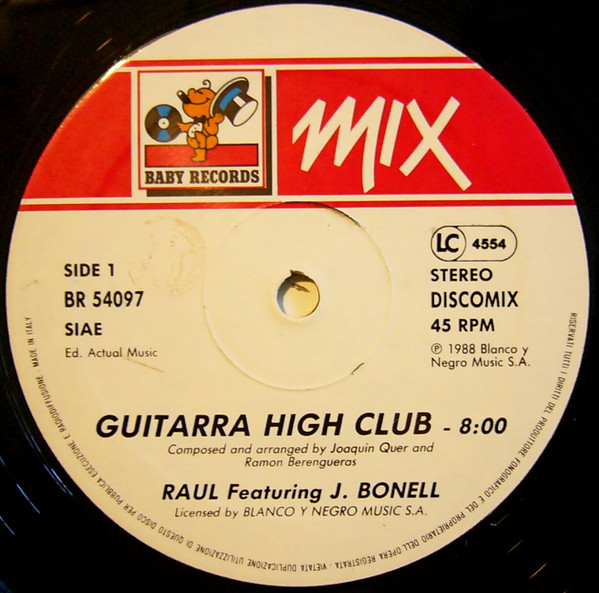 BABY RECORDS
MIX
SIDE 1
BR 54097
SIAE
Ed. Actual Music
LC 4554
STEREO
DISCOMIX
45 RPM
℗ 1988 Blanco y
Negro Music S.A.
GUITARRA HIGH CLUB - 8:00
Composed and arranged by Joaquin Quer and
Ramon Berengueras
RAUL Featuring J. BONELL
Licensed by BLANCO Y NEGRO MUSIC S.A.
RISERVATI TUTTI I DIRITTI DEL PRODUTTORE FONOGRAFICO E DEL PROPRIETARIO DELL'OPERA REGISTRATA - VIETATA DUPLICAZIONE UTILIZZAZIONE DI QUESTO DISCO PER PUBBLICA ESECUZIONE E RADIODIFFUSIONE. MADE IN ITALY